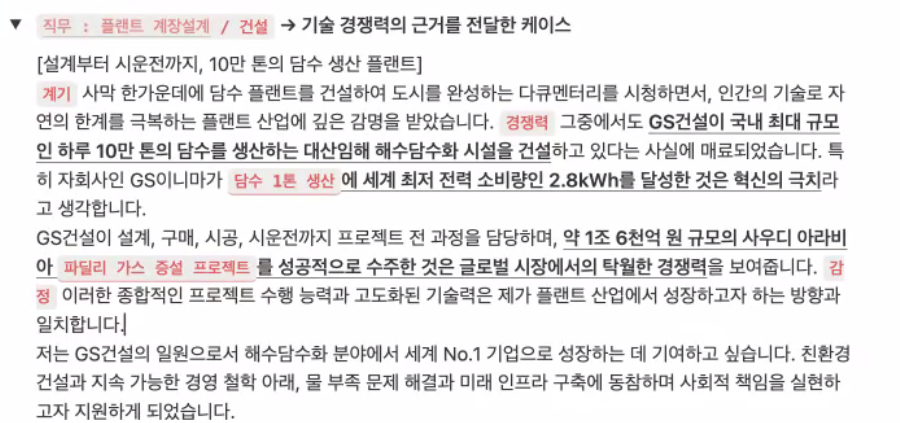 ▼ 직무 : 플랜트 계장설계 / 건설 → 기술 경쟁력의 근거를 전달한 케이스
[설계부터 시운전까지, 10만 톤의 담수 생산 플랜트]
계기 사막 한가운데에 담수 플랜트를 건설하여 도시를 완성하는 다큐멘터리를 시청하면서, 인간의 기술로 자
연의 한계를 극복하는 플랜트 산업에 깊은 감명을 받았습니다. 경쟁력 그중에서도 GS건설이 국내 최대 규모
인 하루 10만 톤의 담수를 생산하는 대산임해 해수담수화 시설을 건설하고 있다는 사실에 매료되었습니다. 특
히 자회사인 GS이니마가 담수 1톤 생산에 세계 최저 전력 소비량인 2.8kWh를 달성한 것은 혁신의 극치라
고 생각합니다.
GS건설이 설계, 구매, 시공, 시운전까지 프로젝트 전 과정을 담당하며, 약 1조 6천억 원 규모의 사우디 아라비
아 파딜리 가스 증설 프로젝트를 성공적으로 수주한 것은 글로벌 시장에서의 탁월한 경쟁력을 보여줍니다. 감
정 이러한 종합적인 프로젝트 수행 능력과 고도화된 기술력은 제가 플랜트 산업에서 성장하고자 하는 방향과
일치합니다.
저는 GS건설의 일원으로서 해수담수화 분야에서 세계 No.1 기업으로 성장하는 데 기여하고 싶습니다. 친환경
건설과 지속 가능한 경영 철학 아래, 물 부족 문제 해결과 미래 인프라 구축에 동참하며 사회적 책임을 실현하
고자 지원하게 되었습니다.